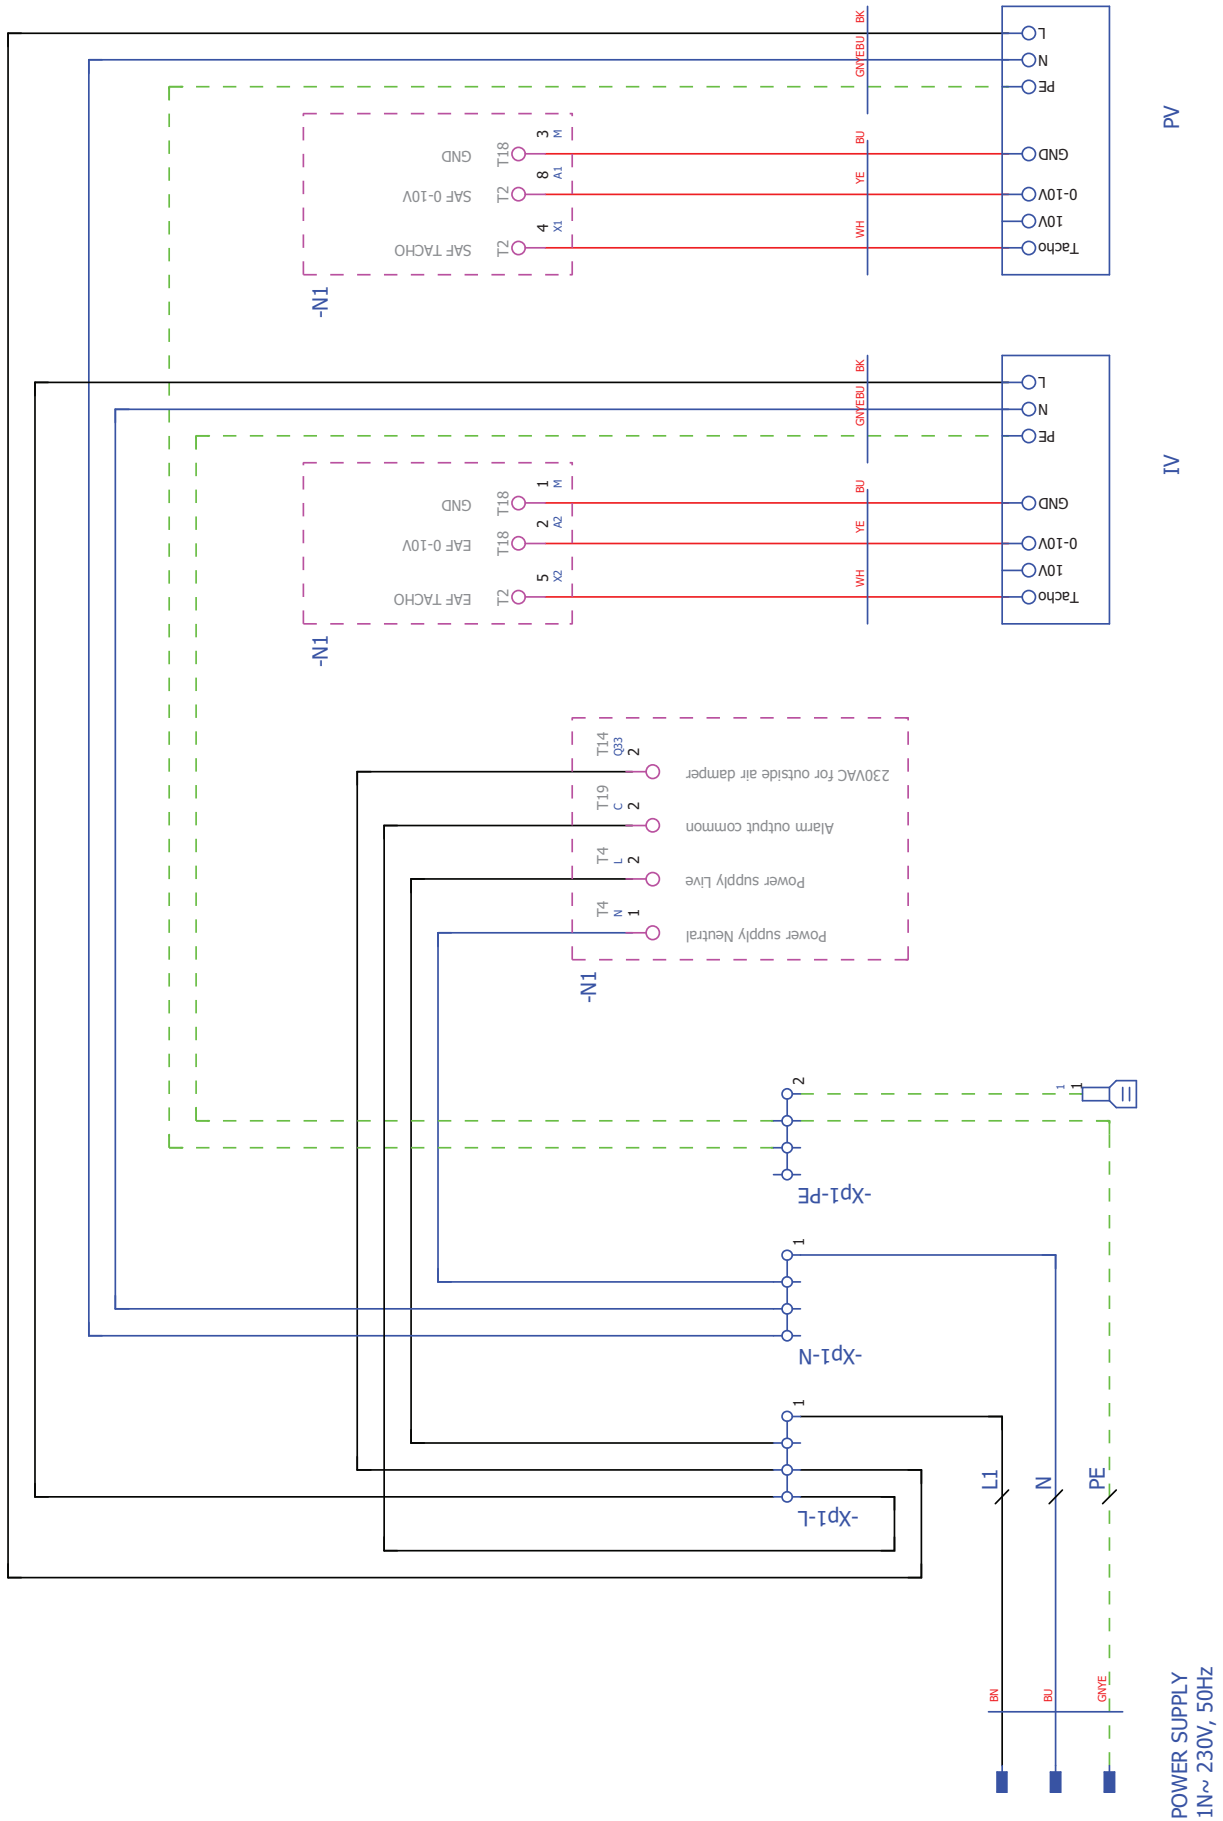 BK
BU
GNYE
L
N
PE
GND
0-10V
10V
Tacho
PV
BU
YE
WH
3
M
T18
GND
8
A1
T2
SAF 0-10V
4
X1
T2
SAF TACHO
-N1
BK
BU
GNYE
L
N
PE
GND
0-10V
10V
Tacho
IV
BU
YE
WH
1
M
T18
GND
2
A2
T18
EAF 0-10V
5
X2
T2
EAF TACHO
-N1
T14
Q33
2
230VAC for outside air damper
T19
C
2
Alarm output common
T4
L
2
Power supply Live
T4
N
1
Power supply Neutral
-N1
2
1
1
-Xp1-PE
1
-Xp1-N
1
-Xp1-L
L1
N
PE
BN
BU
GNYE
POWER SUPPLY
1N~ 230V, 50Hz